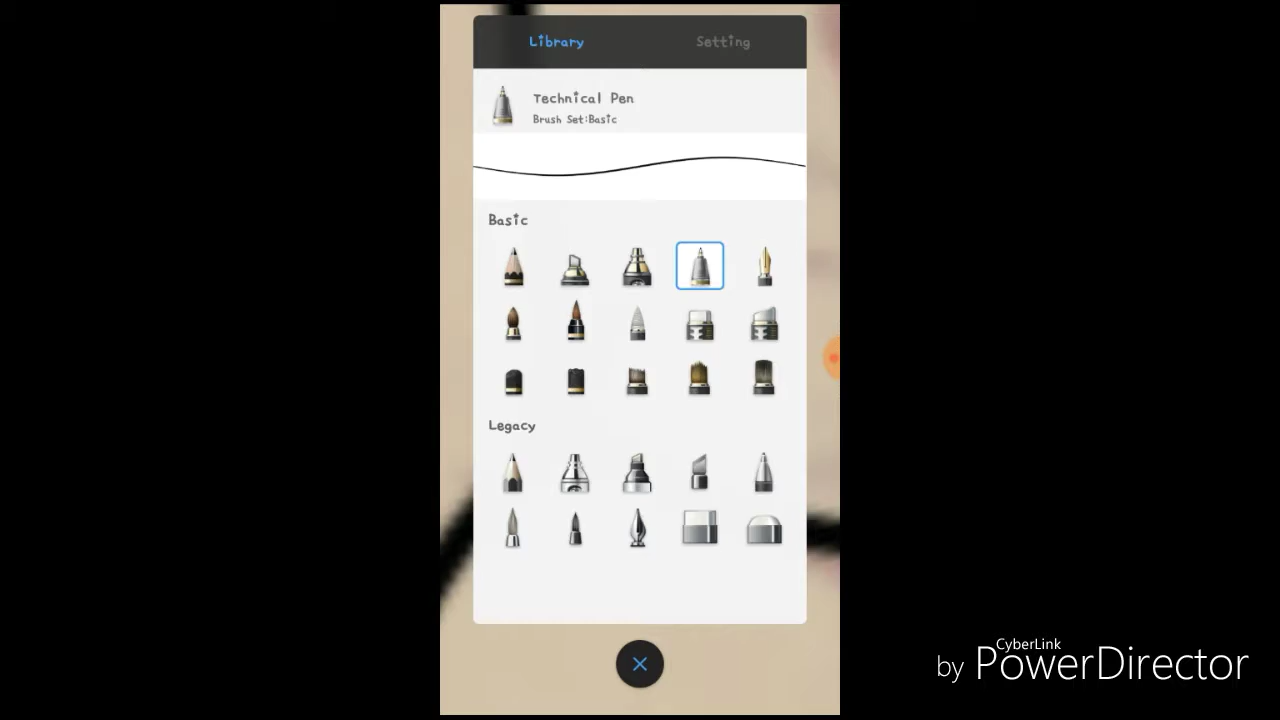 Library
Setting
Technical Pen
Brush Set:Basic
Basic
Legacy
CyberLink
by PowerDirector